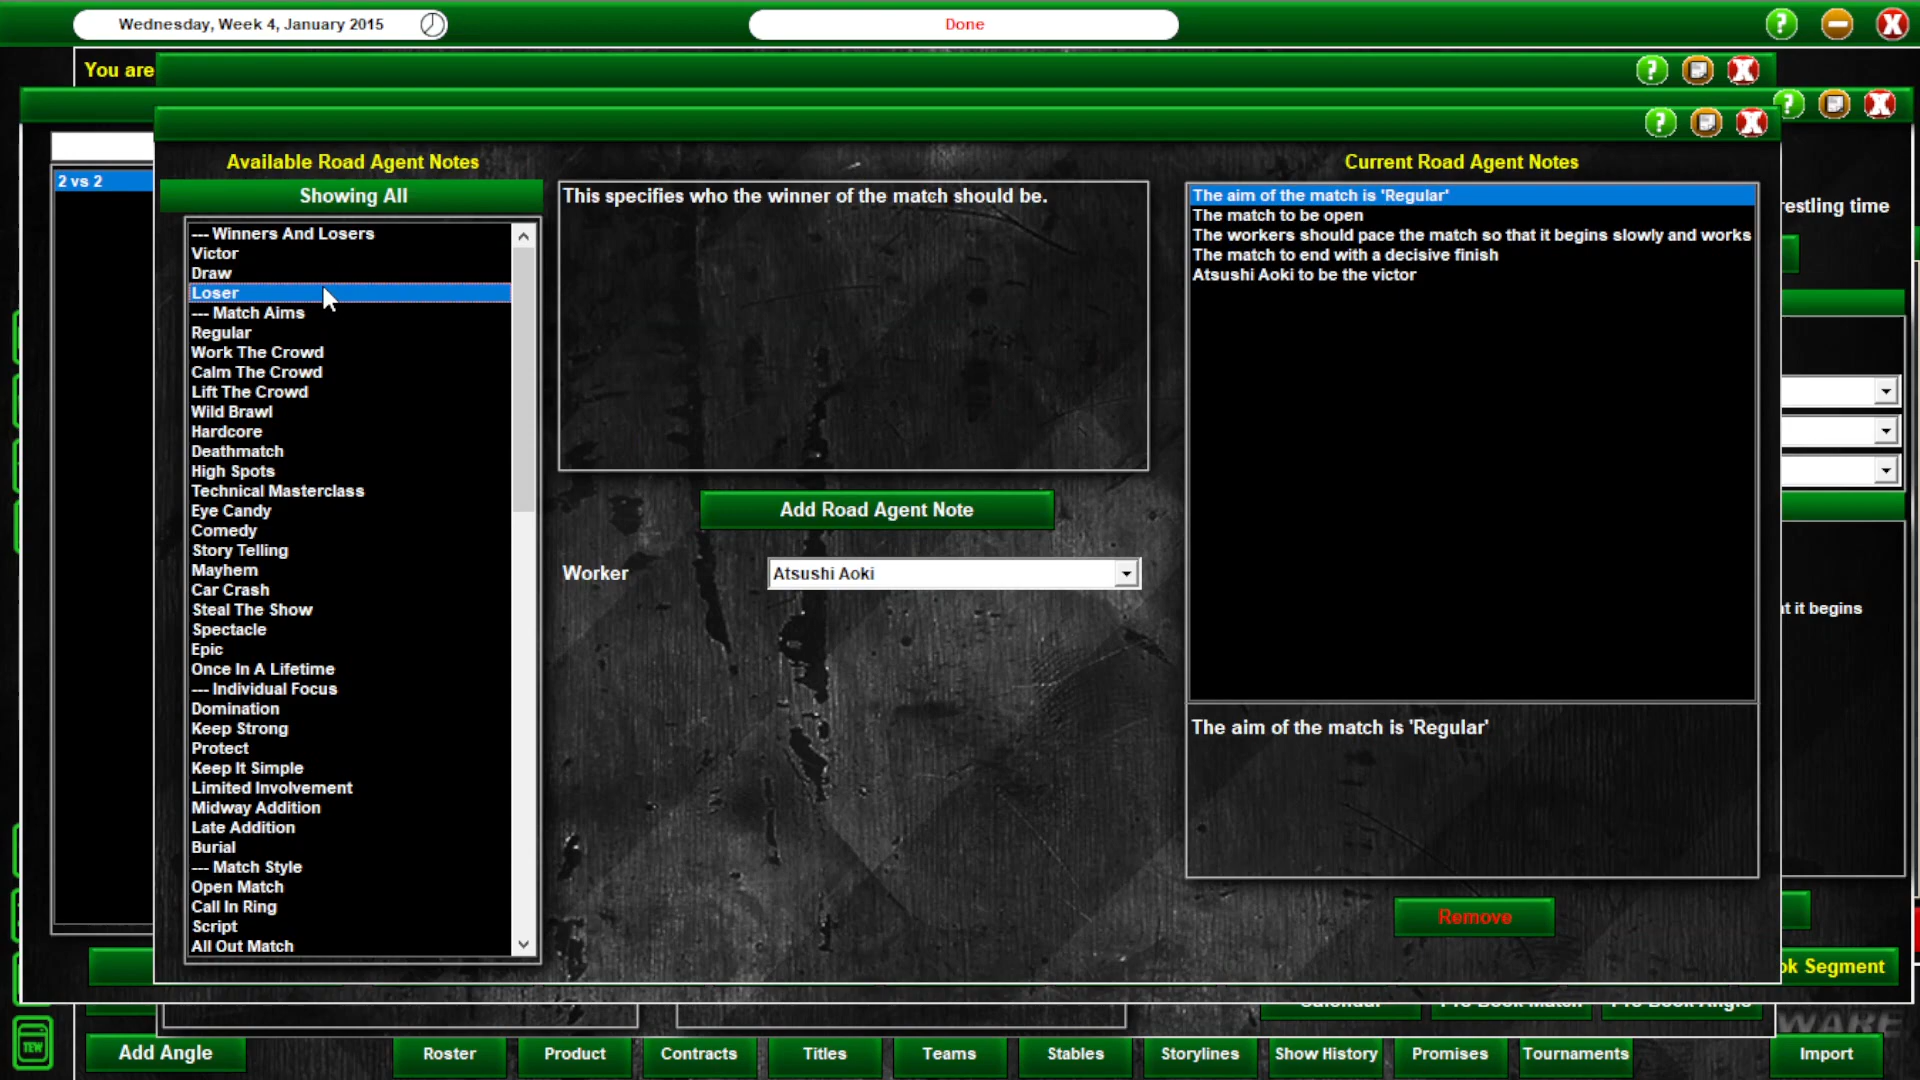 Wednesday, Week 4, January 2015
Done
You are
Available Road Agent Notes
Current Road Agent Notes
Showing All
2 vs 2
--- Winners And Losers
Victor
Draw
Loser
--- Match Aims
Regular
Work The Crowd
Calm The Crowd
Lift The Crowd
Wild Brawl
Hardcore
Deathmatch
High Spots
Technical Masterclass
Eye Candy
Comedy
Story Telling
Mayhem
Car Crash
Steal The Show
Spectacle
Epic
Once In A Lifetime
--- Individual Focus
Domination
Keep Strong
Protect
Keep It Simple
Limited Involvement
Midway Addition
Late Addition
Burial
--- Match Style
Open Match
Call In Ring
Script
All Out Match
This specifies who the winner of the match should be.
Add Road Agent Note
Worker
Atsushi Aoki
The aim of the match is 'Regular'
The match to be open
The workers should pace the match so that it begins slowly and works
The match to end with a decisive finish
Atsushi Aoki to be the victor
The aim of the match is 'Regular'
Remove
restling time
it begins
ok Segment
TEW
Add Angle
Roster
Product
Contracts
Titles
Teams
Stables
Storylines
Show History
Promises
Tournaments
Import